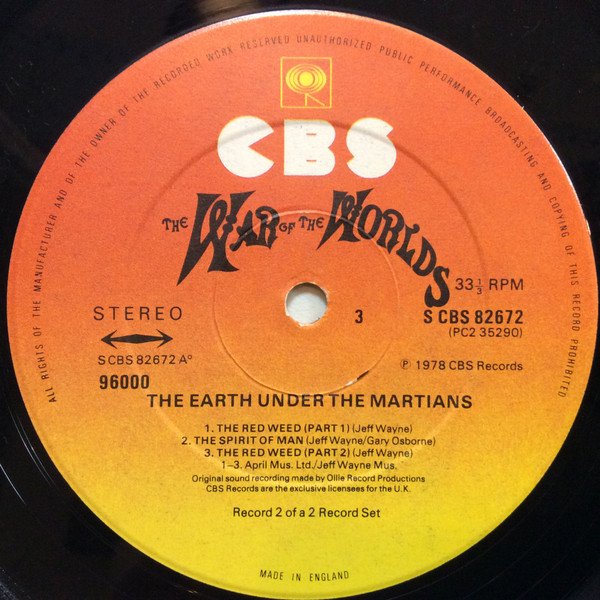 ALL RIGHTS OF THE MANUFACTURER AND OF THE OWNER OF THE RECORDED WORK RESERVED UNAUTHORIZED PUBLIC PERFORMANCE BROADCASTING AND COPYING OF THIS RECORD PROHIBITED
CBS
THE WAR OF THE WORLDS
33⅓ RPM
STEREO
3
S CBS 82672
(PC2 35290)
S CBS 82672 A°
℗ 1978 CBS Records
96000
THE EARTH UNDER THE MARTIANS
1. THE RED WEED (PART 1) (Jeff Wayne)
2. THE SPIRIT OF MAN (Jeff Wayne/Gary Osborne)
3. THE RED WEED (PART 2) (Jeff Wayne)
1–3. April Mus. Ltd./Jeff Wayne Mus.
Original sound recording made by Ollie Record Productions
CBS Records are the exclusive licensees for the U.K.
Record 2 of a 2 Record Set
MADE IN ENGLAND